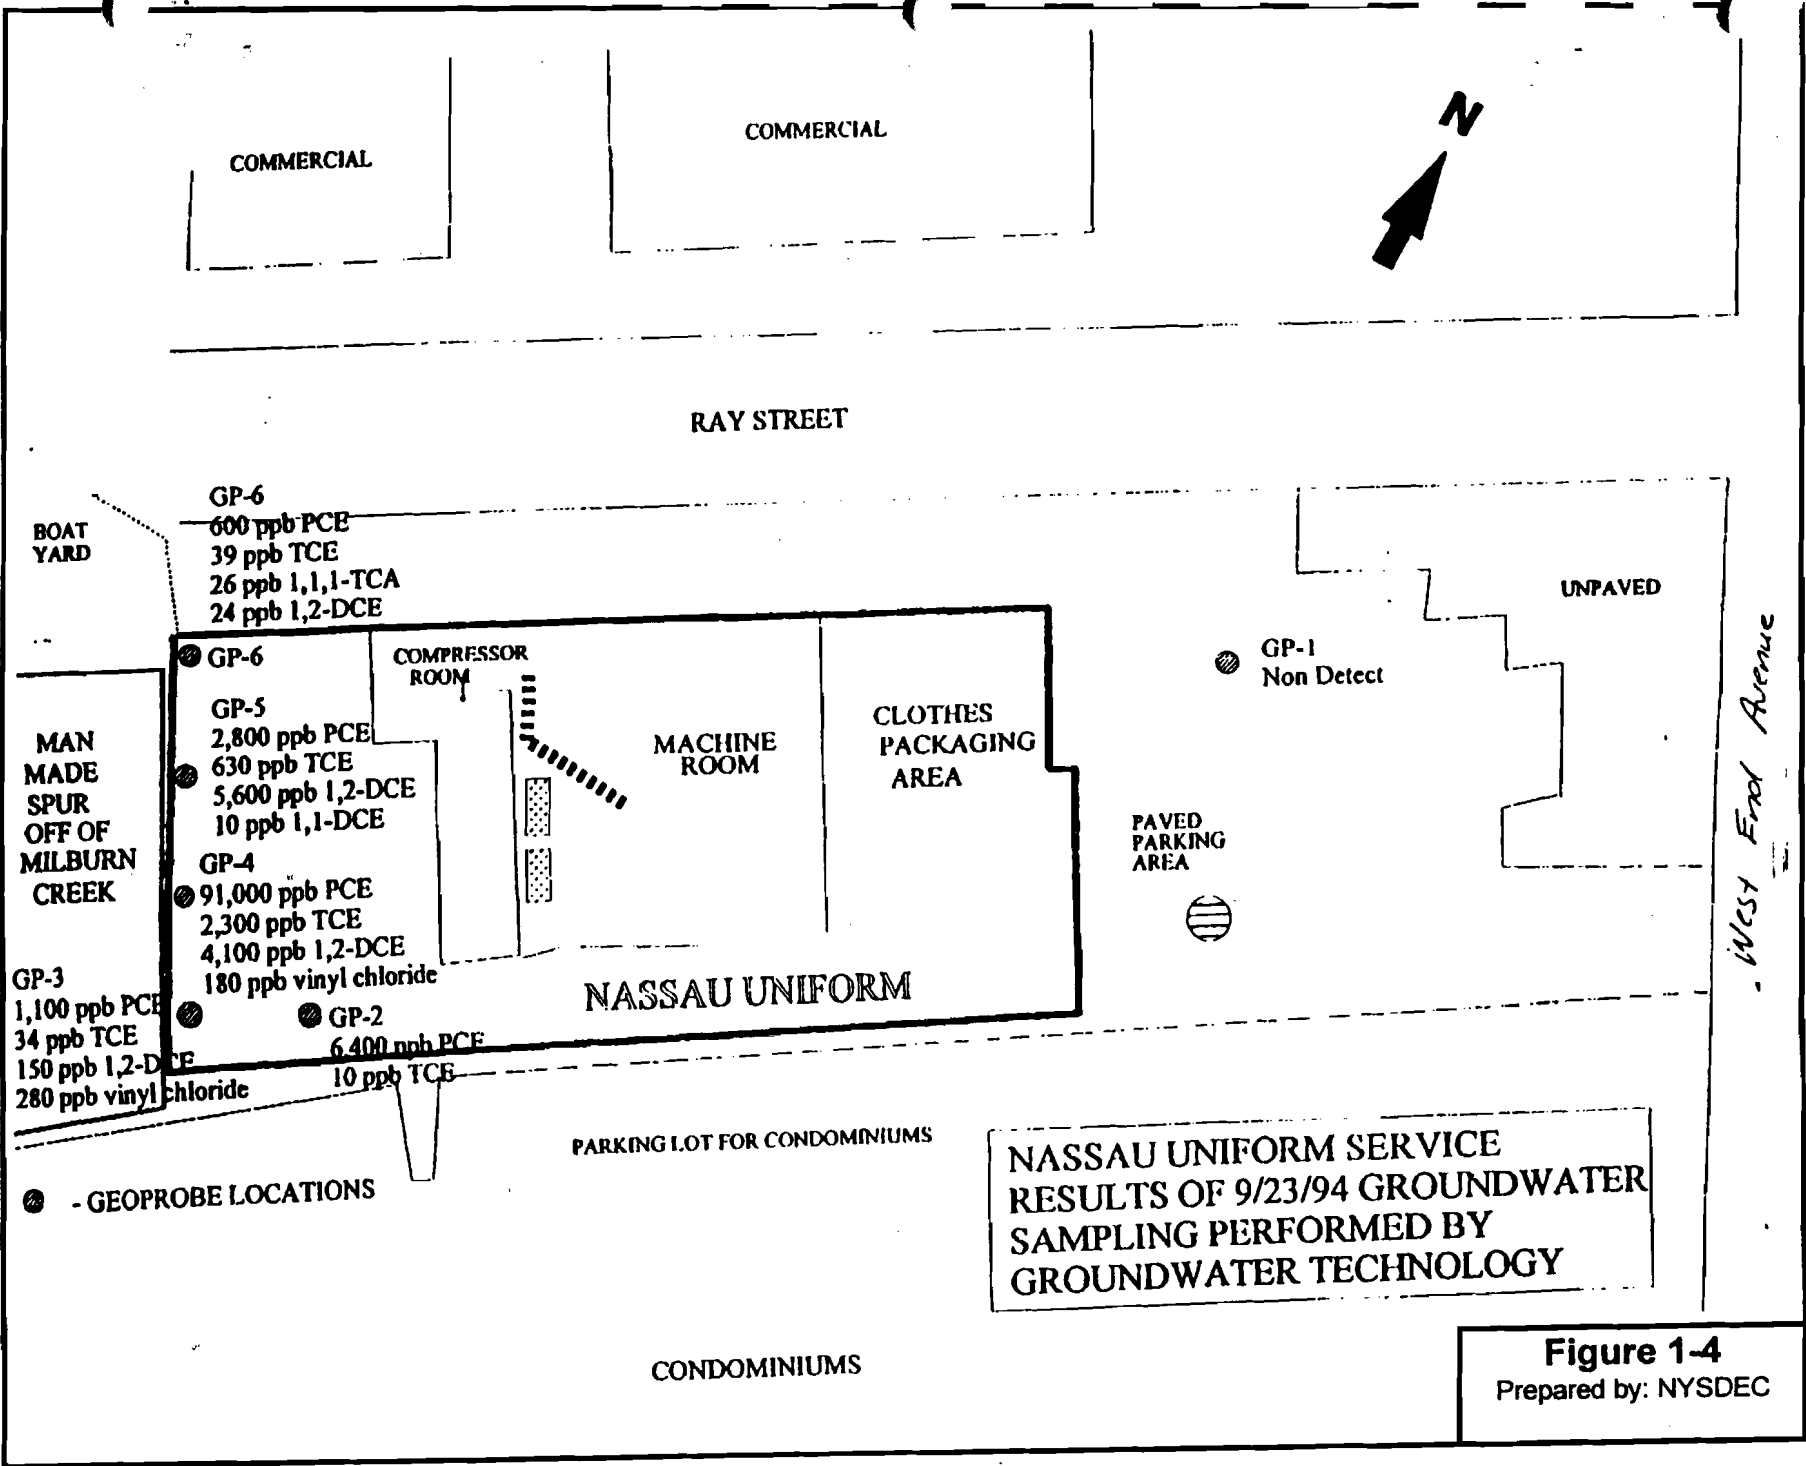 COMMERCIAL
COMMERCIAL
N
RAY STREET
BOAT
YARD
GP-6
600 ppb PCE
39 ppb TCE
26 ppb 1,1,1-TCA
24 ppb 1,2-DCE
UNPAVED
GP-6
COMPRESSOR
ROOM
GP-1
Non Detect
West End Avenue
MAN
MADE
SPUR
OFF OF
MILBURN
CREEK
GP-5
2,800 ppb PCE
630 ppb TCE
5,600 ppb 1,2-DCE
10 ppb 1,1-DCE
MACHINE
ROOM
CLOTHES
PACKAGING
AREA
PAVED
PARKING
AREA
GP-4
91,000 ppb PCE
2,300 ppb TCE
4,100 ppb 1,2-DCE
180 ppb vinyl chloride
NASSAU UNIFORM
GP-3
1,100 ppb PCE
34 ppb TCE
150 ppb 1,2-DCE
280 ppb vinyl chloride
GP-2
6,400 ppb PCE
10 ppb TCE
PARKING LOT FOR CONDOMINIUMS
- GEOPROBE LOCATIONS
NASSAU UNIFORM SERVICE
RESULTS OF 9/23/94 GROUNDWATER
SAMPLING PERFORMED BY
GROUNDWATER TECHNOLOGY
CONDOMINIUMS
Figure 1-4
Prepared by: NYSDEC